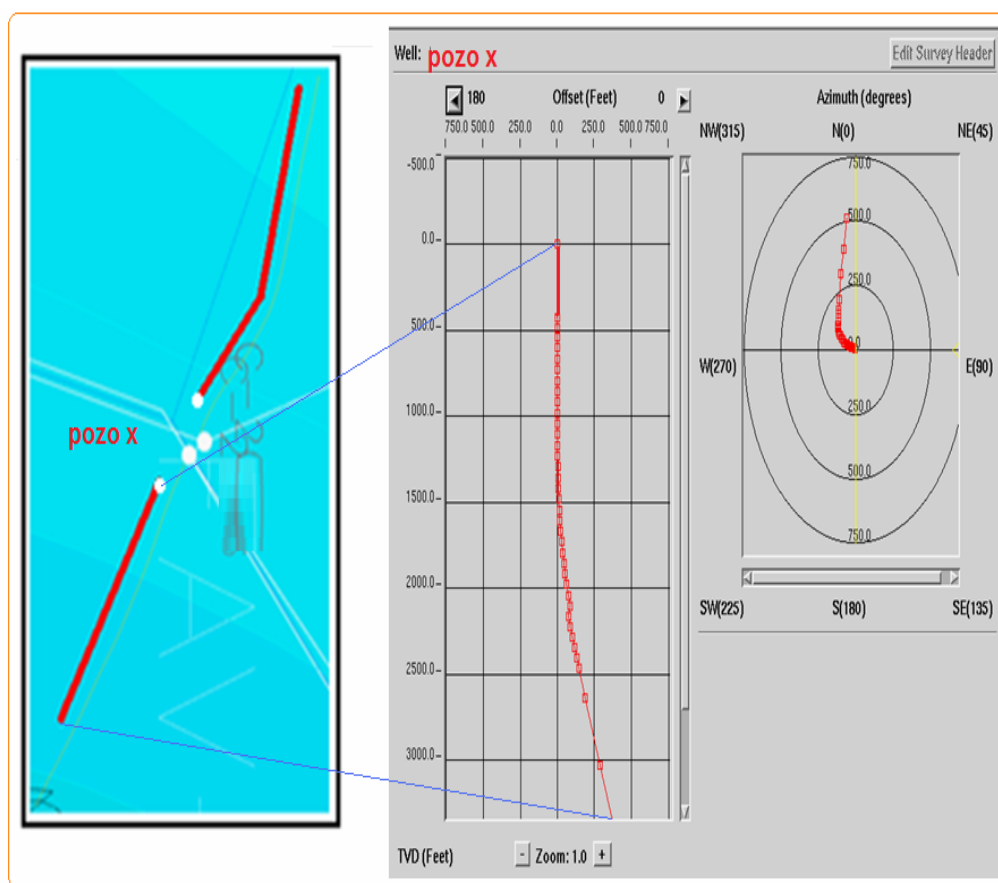 pozo x
Well: pozo x
Edit Survey Header
180 Offset (Feet) 0
750.0 500.0 250.0 0.0 250.0 500.0 750.0
-500.0
0.0
500.0
1000.0
1500.0
2000.0
2500.0
3000.0
TVD (Feet)
- Zoom: 1.0 +
Azimuth (degrees)
NW(315) N(0) NE(45)
750.0
500.0
250.0
0.0
W(270) E(90)
250.0
500.0
750.0
SW(225) S(180) SE(135)